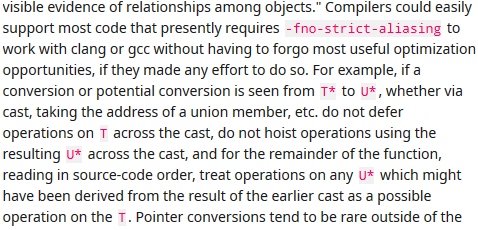 visible evidence of relationships among objects." Compilers could easily
support most code that presently requires -fno-strict-aliasing to
work with clang or gcc without having to forgo most useful optimization
opportunities, if they made any effort to do so. For example, if a
conversion or potential conversion is seen from T* to U*, whether via
cast, taking the address of a union member, etc. do not defer
operations on T across the cast, do not hoist operations using the
resulting U* across the cast, and for the remainder of the function,
reading in source-code order, treat operations on any U* which might
have been derived from the result of the earlier cast as a possible
operation on the T. Pointer conversions tend to be rare outside of the